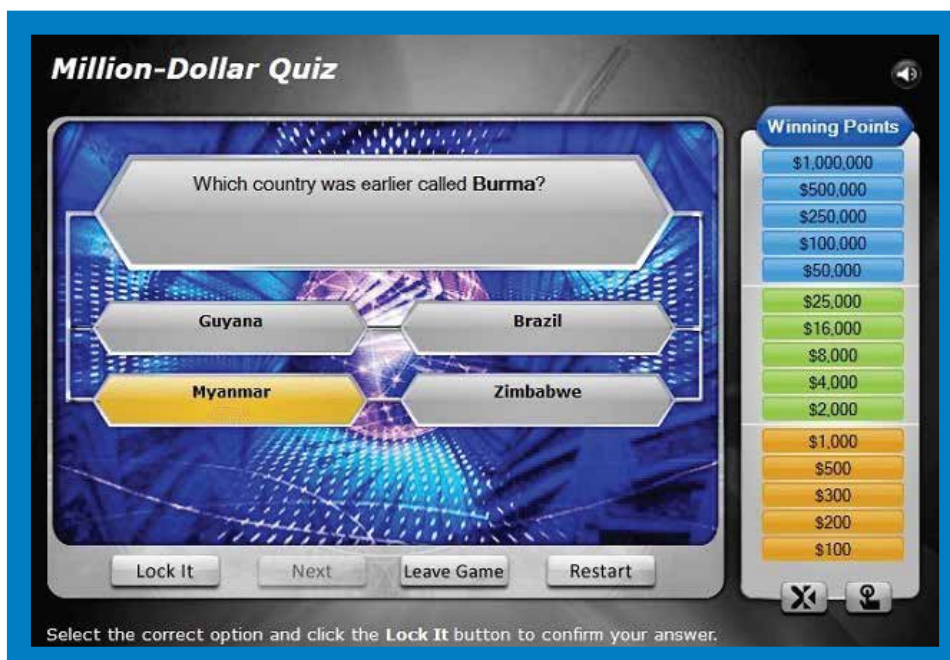 Million-Dollar Quiz
Which country was earlier called Burma?
Guyana
Brazil
Myanmar
Zimbabwe
Lock It
Next
Leave Game
Restart
Select the correct option and click the Lock It button to confirm your answer.
Winning Points
$1,000,000
$500,000
$250,000
$100,000
$50,000
$25,000
$16,000
$8,000
$4,000
$2,000
$1,000
$500
$300
$200
$100